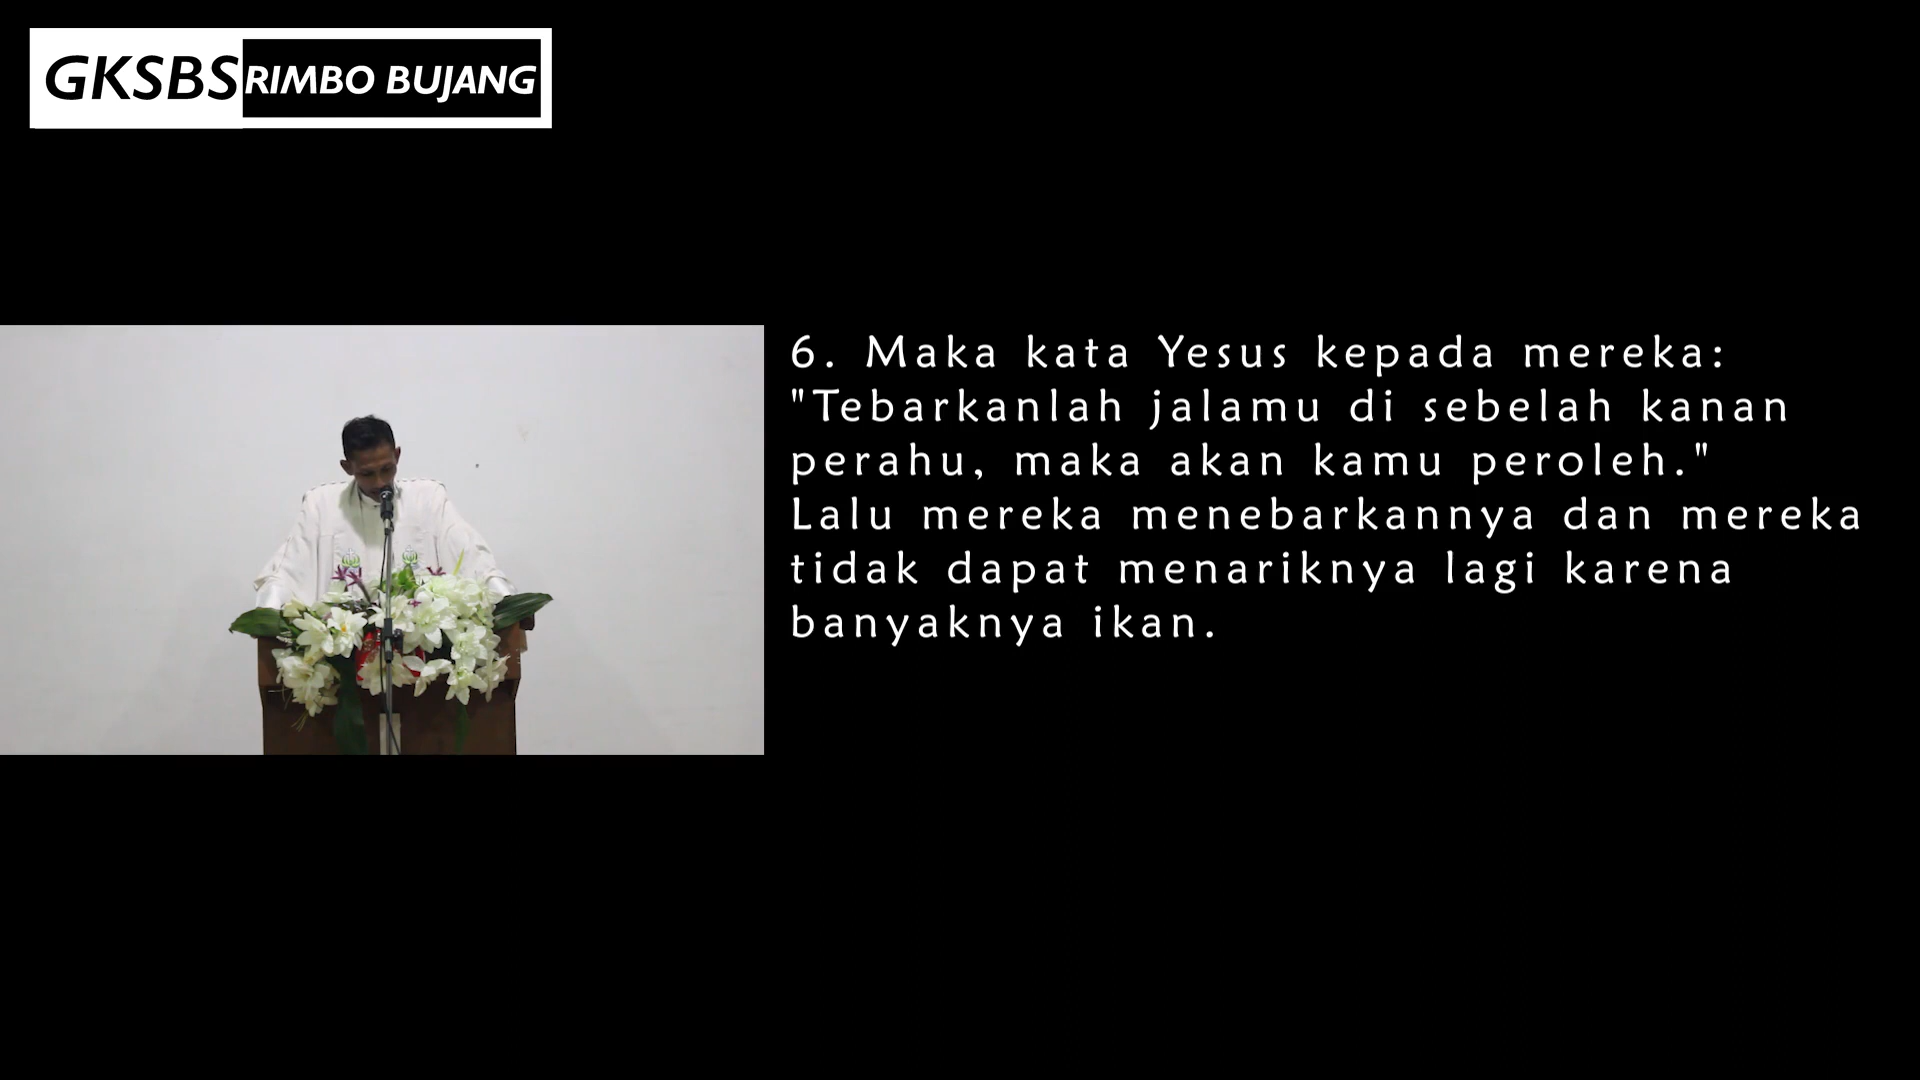 GKSBS RIMBO BUJANG
6. Maka kata Yesus kepada mereka:
"Tebarkanlah jalamu di sebelah kanan
perahu, maka akan kamu peroleh."
Lalu mereka menebarkannya dan mereka
tidak dapat menariknya lagi karena
banyaknya ikan.